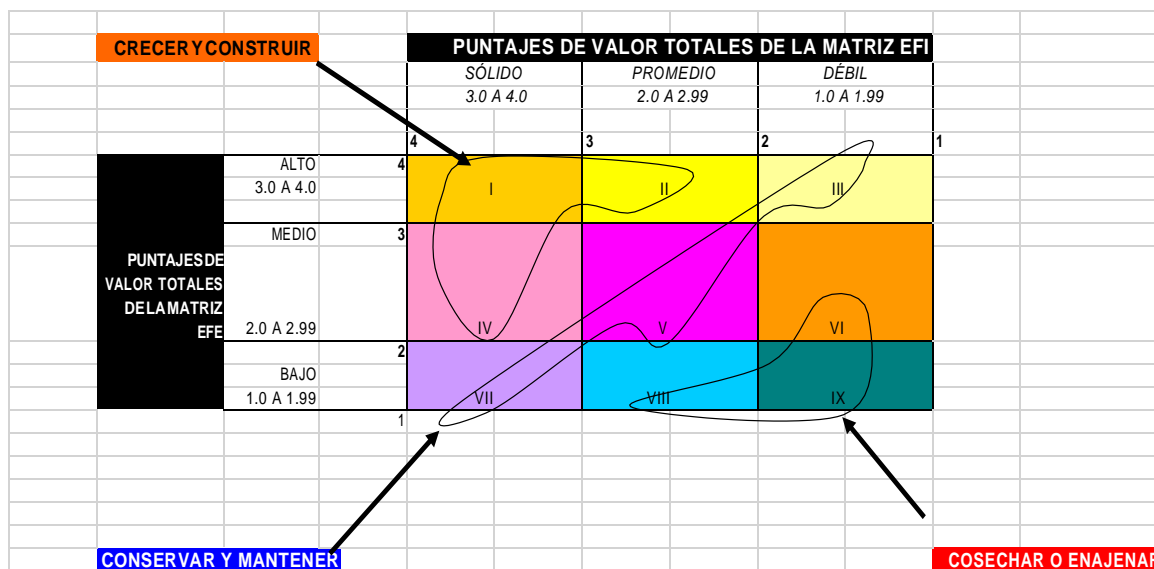 CRECER Y CONSTRUIR
PUNTAJES DE VALOR TOTALES DE LA MATRIZ EFI
SÓLIDO PROMEDIO DÉBIL
3.0 A 4.0 2.0 A 2.99 1.0 A 1.99
4 3 2 1
ALTO 4
3.0 A 4.0 I II III
MEDIO 3
PUNTAJES DE
VALOR TOTALES
DE LA MATRIZ
EFE 2.0 A 2.99 IV V VI
2
BAJO
1.0 A 1.99 VII VIII IX
1
CONSERVAR Y MANTENER COSECHAR O ENAJENAR